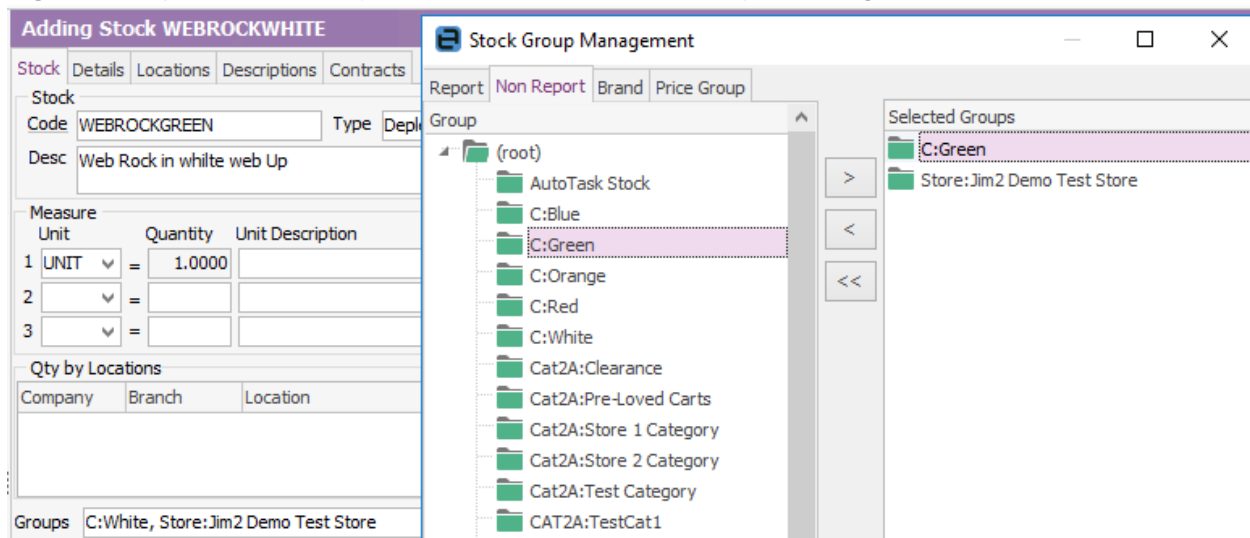 Adding Stock WEBROCKWHITE
Stock Details Locations Descriptions Contracts
Stock
Code WEBROCKGREEN Type Depl
Desc Web Rock in whilte web Up
Measure
Unit Quantity Unit Description
1 UNIT = 1.0000
2 =
3 =
Qty by Locations
Company Branch Location
Groups C:White, Store:Jim2 Demo Test Store
Stock Group Management
Report Non Report Brand Price Group
Group
(root)
AutoTask Stock
C:Blue
C:Green
C:Orange
C:Red
C:White
Cat2A:Clearance
Cat2A:Pre-Loved Carts
Cat2A:Store 1 Category
Cat2A:Store 2 Category
Cat2A:Test Category
CAT2A:TestCat1
>
<
<<
Selected Groups
C:Green
Store:Jim2 Demo Test Store